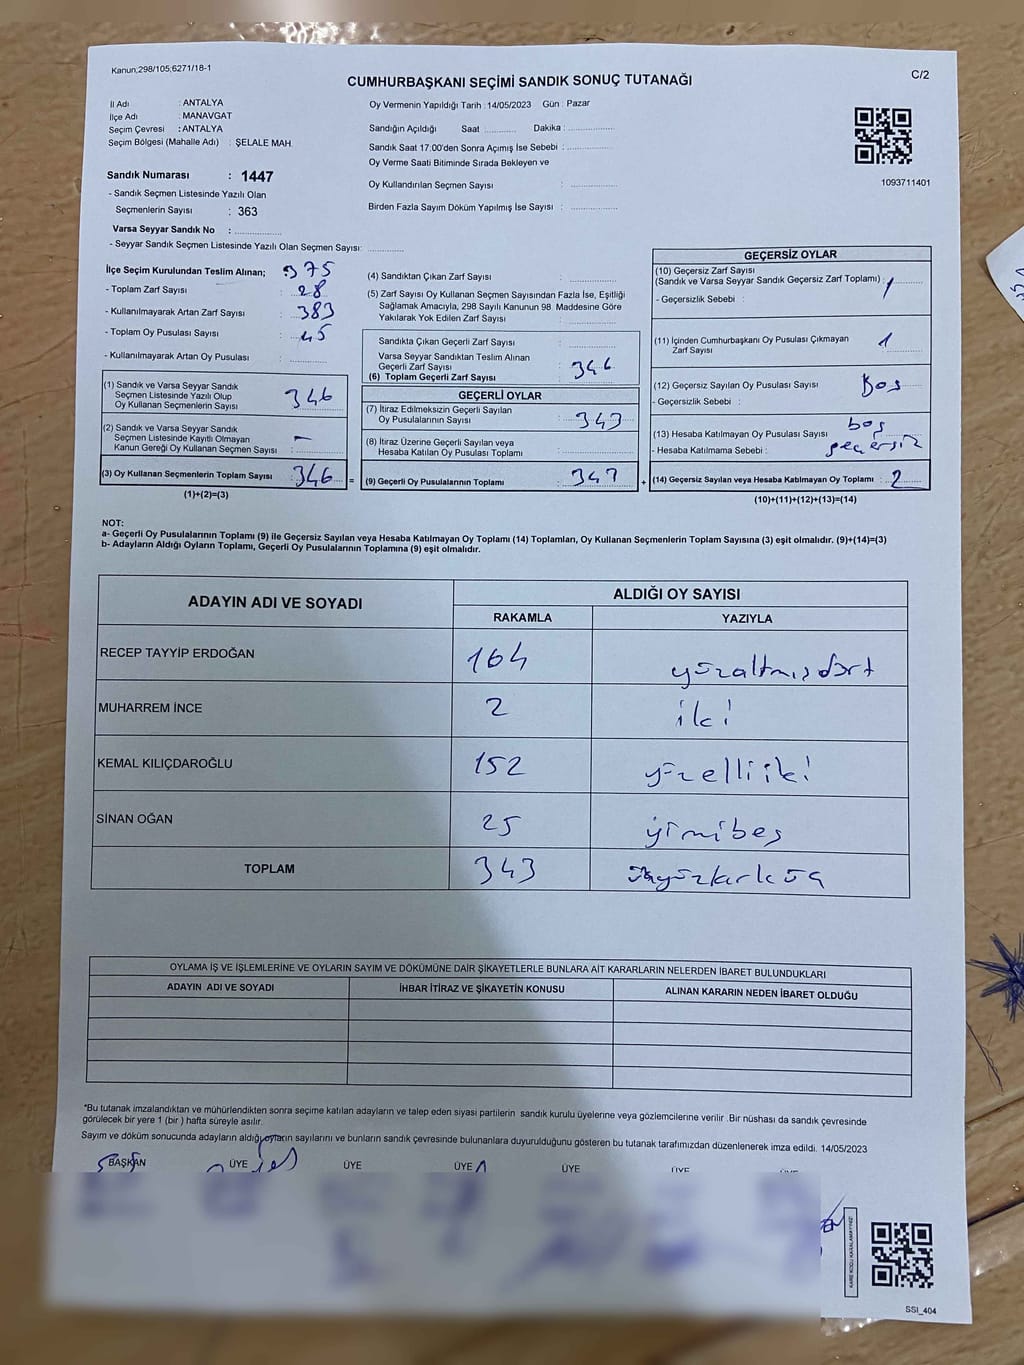 Kanun;298/105;6271/18-1
C/2
CUMHURBAŞKANI SEÇİMİ SANDIK SONUÇ TUTANAĞI
İl Adı : ANTALYA
İlçe Adı : MANAVGAT
Seçim Çevresi : ANTALYA
Seçim Bölgesi (Mahalle Adı) : ŞELALE MAH.
Sandık Numarası : 1447
- Sandık Seçmen Listesinde Yazılı Olan
Seçmenlerin Sayısı : 363
Varsa Seyyar Sandık No : ..............
- Seyyar Sandık Seçmen Listesinde Yazılı Olan Seçmen Sayısı: ............
Oy Vermenin Yapıldığı Tarih : 14/05/2023 Gün : Pazar
Sandığın Açıldığı Saat ........... Dakika : ................
Sandık Saat 17:00'den Sonra Açımış İse Sebebi : ..............
Oy Verme Saati Bitiminde Sırada Bekleyen ve
Oy Kullandırılan Seçmen Sayısı : ..............
Birden Fazla Sayım Döküm Yapılmış İse Sayısı : ..............
1093711401
İlçe Seçim Kurulundan Teslim Alınan; 375
- Toplam Zarf Sayısı : 28
- Kullanılmayarak Artan Zarf Sayısı : 383
- Toplam Oy Pusulası Sayısı : 45
- Kullanılmayarak Artan Oy Pusulası : ............
(1) Sandık ve Varsa Seyyar Sandık
Seçmen Listesinde Yazılı Olup
Oy Kullanan Seçmenlerin Sayısı : 346
(2) Sandık ve Varsa Seyyar Sandık
Seçmen Listesinde Kayıtlı Olmayan
Kanun Gereği Oy Kullanan Seçmen Sayısı : -
(3) Oy Kullanan Seçmenlerin Toplam Sayısı : 346 =
(1)+(2)=(3)
(4) Sandıktan Çıkan Zarf Sayısı : ..............
(5) Zarf Sayısı Oy Kullanan Seçmen Sayısından Fazla İse, Eşitliği
Sağlamak Amacıyla, 298 Sayılı Kanunun 98. Maddesine Göre
Yakılarak Yok Edilen Zarf Sayısı : ..............
Sandıkta Çıkan Geçerli Zarf Sayısı : ..............
Varsa Seyyar Sandıktan Teslim Alınan
Geçerli Zarf Sayısı
(6) Toplam Geçerli Zarf Sayısı : 346
GEÇERLİ OYLAR
(7) İtiraz Edilmeksizin Geçerli Sayılan
Oy Pusulalarının Sayısı : 343
(8) İtiraz Üzerine Geçerli Sayılan veya
Hesaba Katılan Oy Pusulası Toplamı : ..............
(9) Geçerli Oy Pusulalarının Toplamı : 343 +
GEÇERSİZ OYLAR
(10) Geçersiz Zarf Sayısı
(Sandık ve Varsa Seyyar Sandık Geçersiz Zarf Toplamı) : 1
- Geçersizlik Sebebi :
(11) İçinden Cumhurbaşkanı Oy Pusulası Çıkmayan
Zarf Sayısı : 1
(12) Geçersiz Sayılan Oy Pusulası Sayısı : Boş
- Geçersizlik Sebebi :
(13) Hesaba Katılmayan Oy Pusulası Sayısı : boş
- Hesaba Katılmama Sebebi : geçersiz
(14) Geçersiz Sayılan veya Hesaba Katılmayan Oy Toplamı : 2
(10)+(11)+(12)+(13)=(14)
NOT:
a- Geçerli Oy Pusulalarının Toplamı (9) ile Geçersiz Sayılan veya Hesaba Katılmayan Oy Toplamı (14) Toplamları, Oy Kullanan Seçmenlerin Toplam Sayısına (3) eşit olmalıdır. (9)+(14)=(3)
b- Adayların Aldığı Oyların Toplamı, Geçerli Oy Pusulalarının Toplamına (9) eşit olmalıdır.
ADAYIN ADI VE SOYADI
ALDIĞI OY SAYISI
RAKAMLA YAZIYLA
RECEP TAYYİP ERDOĞAN 164 yüzaltmışdört
MUHARREM İNCE 2 iki
KEMAL KILIÇDAROĞLU 152 yüzelliiki
SİNAN OĞAN 25 yirmibeş
TOPLAM 343 üçyüzkırküç
OYLAMA İŞ VE İŞLEMLERİNE VE OYLARIN SAYIM VE DÖKÜMÜNE DAİR ŞİKAYETLERLE BUNLARA AİT KARARLARIN NELERDEN İBARET BULUNDUKLARI
ADAYIN ADI VE SOYADI İHBAR İTİRAZ VE ŞİKAYETİN KONUSU ALINAN KARARIN NEDEN İBARET OLDUĞU
*Bu tutanak imzalandıktan ve mühürlendikten sonra seçime katılan adayların ve talep eden siyasi partilerin sandık kurulu üyelerine veya gözlemcilerine verilir .Bir nüshası da sandık çevresinde
görülecek bir yere 1 (bir ) hafta süreyle asılır.
Sayım ve döküm sonucunda adayların aldığı oyların sayılarını ve bunların sandık çevresinde bulunanlara duyurulduğunu gösteren bu tutanak tarafımızdan düzenlenerek imza edildi. 14/05/2023
BAŞKAN ÜYE ÜYE ÜYE ÜYE ÜYE ÜYE
KARE KODU KARALAMAYINIZ!
SSI_404